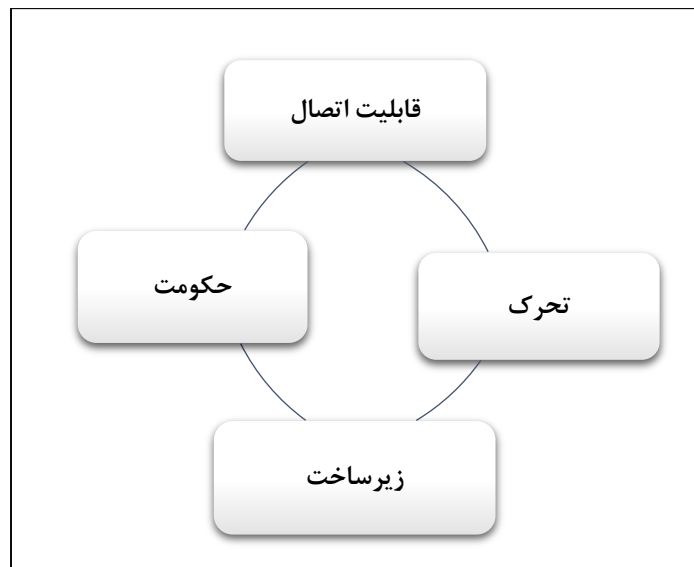 قابلیت اتصال
تحرک
زیرساخت
حکومت